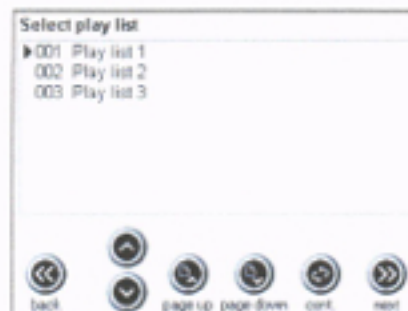 Select play list
001 Play list 1
002 Play list 2
003 Play list 3
back page up page down cont. next